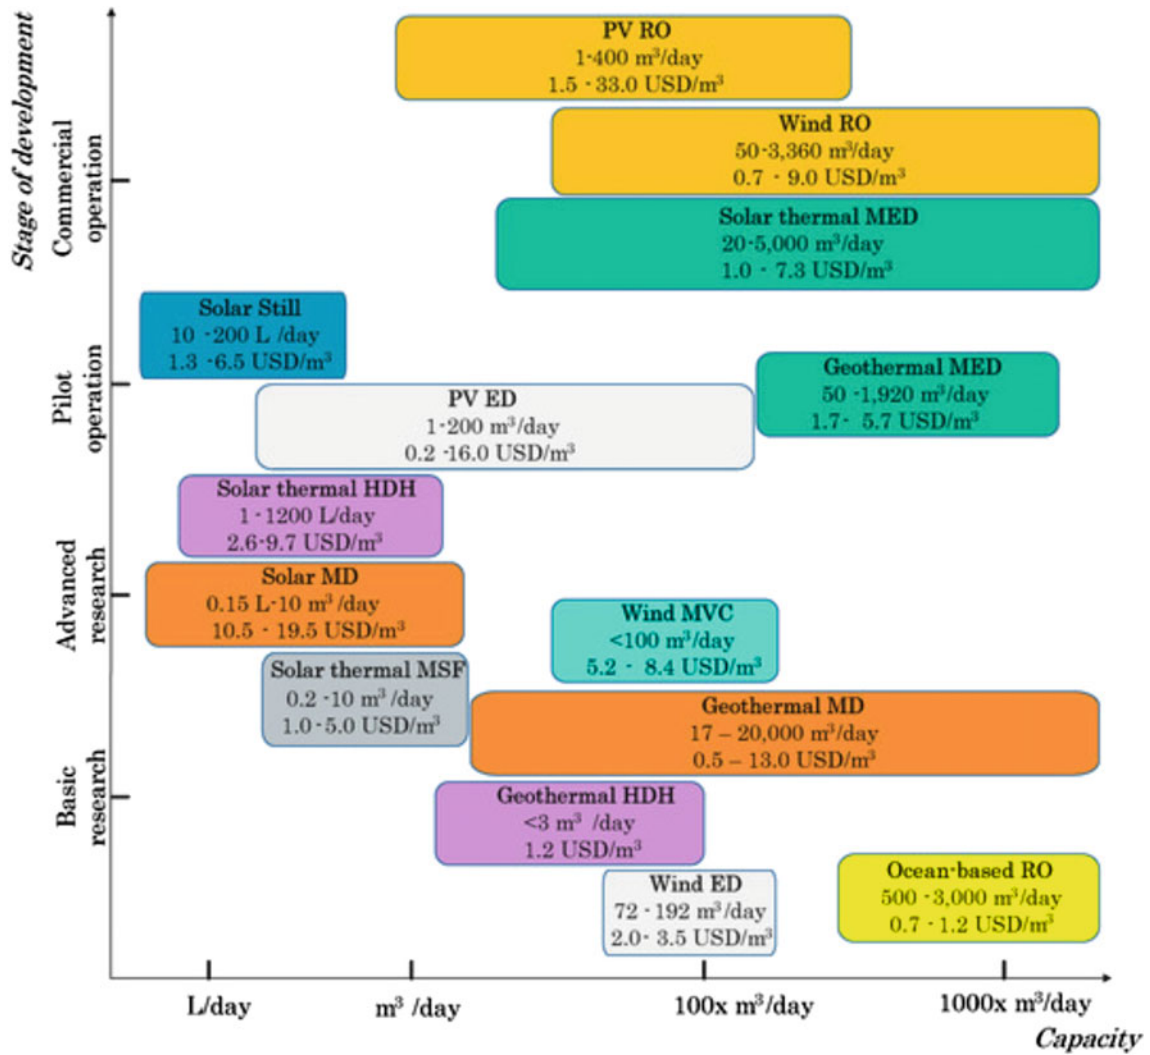 Stage of development
Commercial
operation
Pilot
operation
Advanced
research
Basic
research
PV RO
1-400 m³/day
1.5 - 33.0 USD/m³
Wind RO
50-3,360 m³/day
0.7 - 9.0 USD/m³
Solar thermal MED
20-5,000 m³/day
1.0 - 7.3 USD/m³
Solar Still
10 -200 L /day
1.3 -6.5 USD/m³
Geothermal MED
50 -1,920 m³/day
1.7- 5.7 USD/m³
PV ED
1-200 m³/day
0.2 -16.0 USD/m³
Solar thermal HDH
1 -1200 L/day
2.6-9.7 USD/m³
Solar MD
0.15 L-10 m³ /day
10.5 - 19.5 USD/m³
Wind MVC
<100 m³/day
5.2 - 8.4 USD/m³
Solar thermal MSF
0.2 -10 m³ /day
1.0 -5.0 USD/m³
Geothermal MD
17 – 20,000 m³/day
0.5 – 13.0 USD/m³
Geothermal HDH
<3 m³ /day
1.2 USD/m³
Wind ED
72 - 192 m³/day
2.0- 3.5 USD/m³
Ocean-based RO
500 -3,000 m³/day
0.7 - 1.2 USD/m³
L/day
m³ /day
100x m³/day
1000x m³/day
Capacity